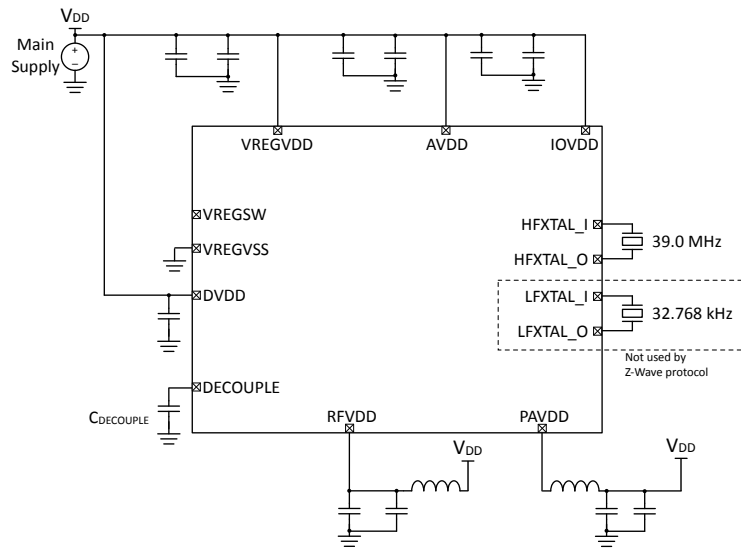 VDD
Main
Supply
+
–
VREGVDD
AVDD
IOVDD
VREGSW
HFXTAL_I
39.0 MHz
VREGVSS
HFXTAL_O
DVDD
LFXTAL_I
32.768 kHz
LFXTAL_O
Not used by
Z-Wave protocol
DECOUPLE
CDECOUPLE
RFVDD
PAVDD
VDD
VDD